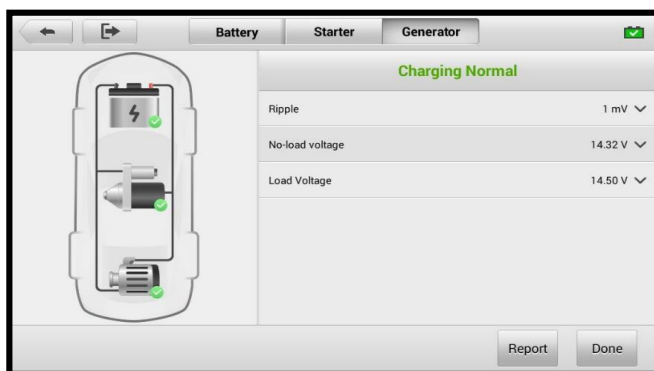 Battery Starter Generator
Charging Normal
Ripple 1 mV
No-load voltage 14.32 V
Load Voltage 14.50 V
Report Done